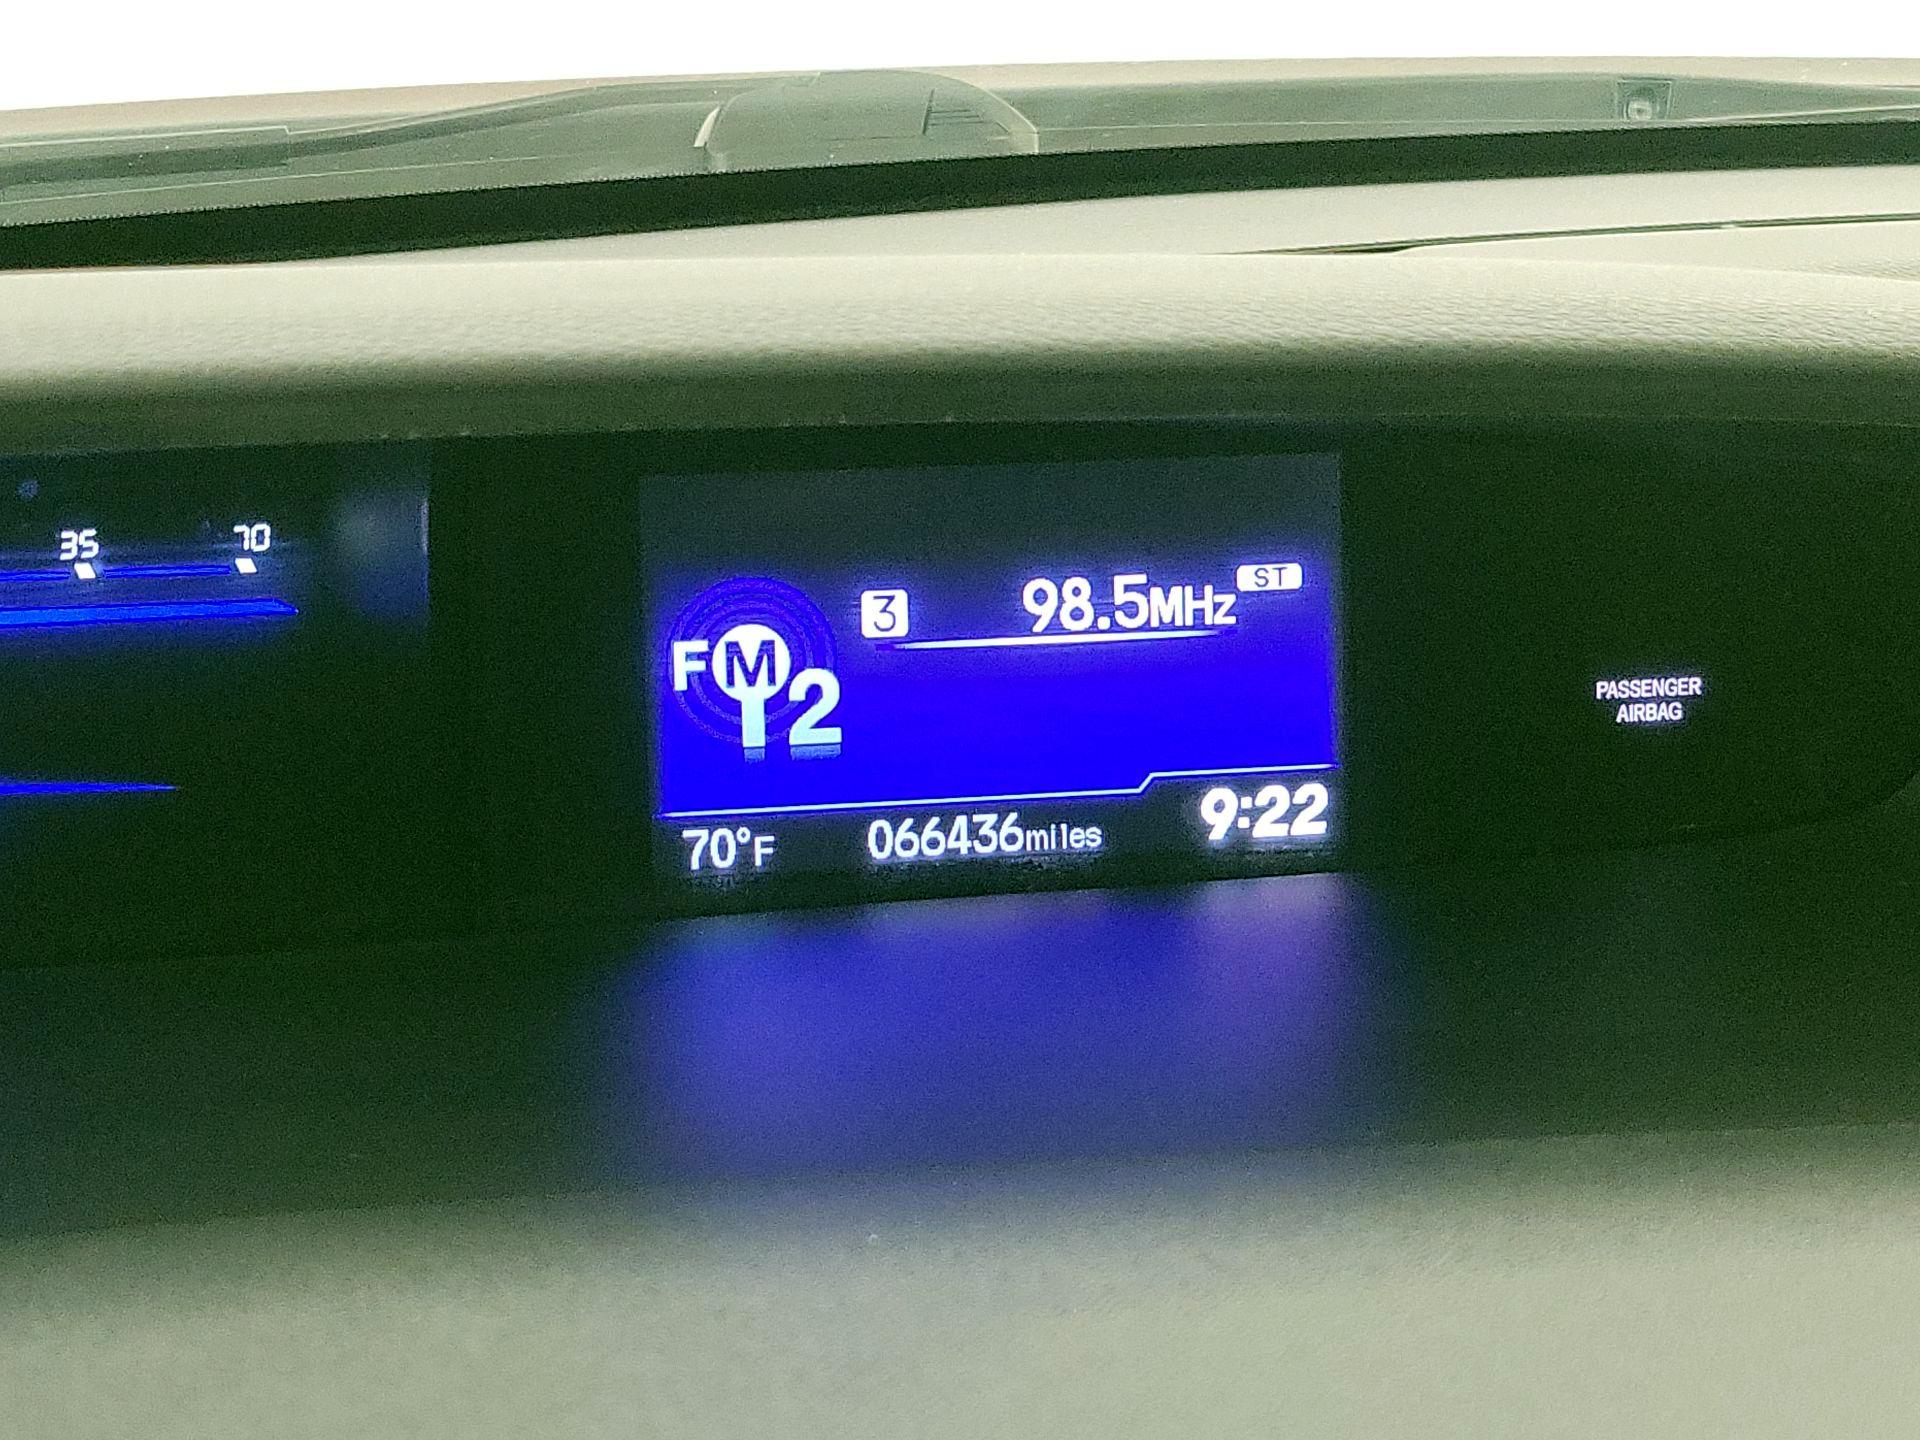 35 70
3 98.5MHz ST
FM 2
PASSENGER
AIRBAG
70°F 066436miles 9:22